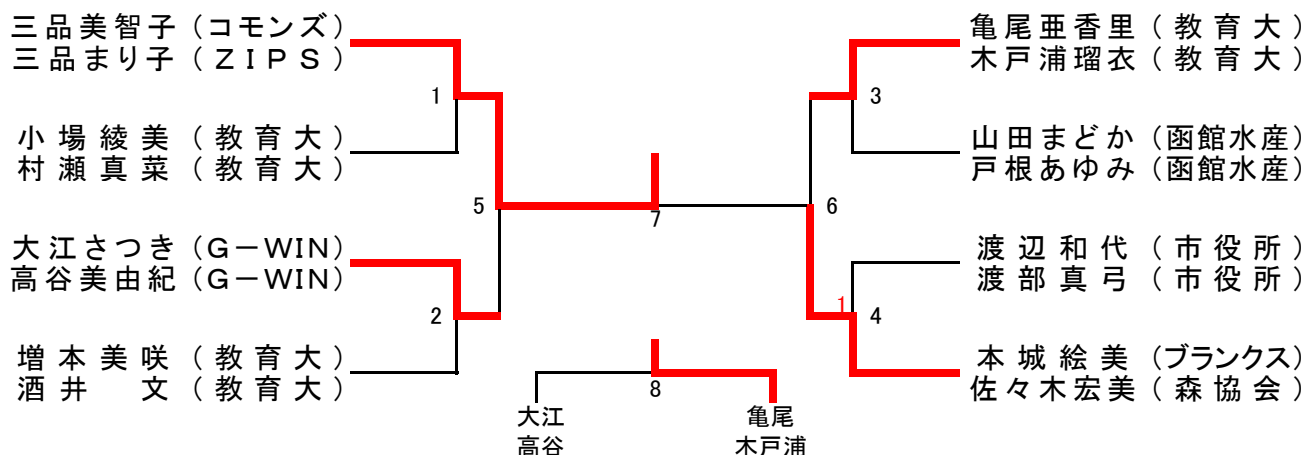 三品美智子（コモンズ）
三品まり子（ＺＩＰＳ）
1
小場綾美（教育大）
村瀬真菜（教育大）
5
大江さつき（Ｇ－ＷＩＮ）
高谷美由紀（Ｇ－ＷＩＮ）
2
増本美咲（教育大）
酒井　文（教育大）
7
8
大江
高谷
亀尾
木戸浦
亀尾亜香里（教育大）
木戸浦瑠衣（教育大）
3
山田まどか（函館水産）
戸根あゆみ（函館水産）
6
渡辺和代（市役所）
渡部真弓（市役所）
1
4
本城絵美（ブランクス）
佐々木宏美（森協会）